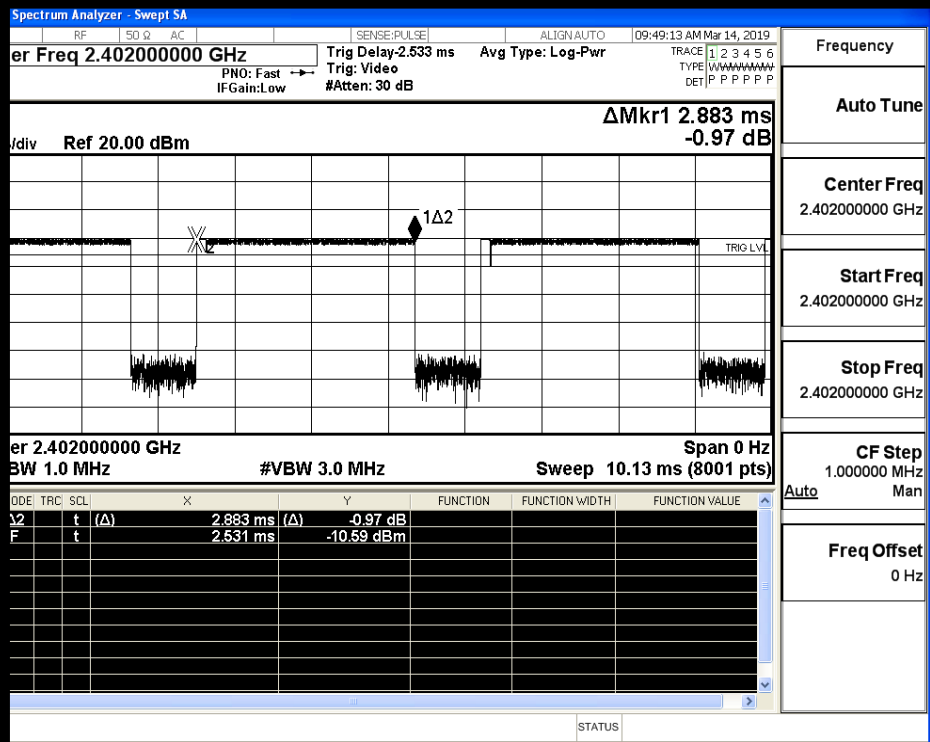 Spectrum Analyzer - Swept SA
RF 50 Ω AC SENSE:PULSE ALIGN AUTO 09:49:13 AM Mar 14, 2019
er Freq 2.402000000 GHz
PNO: Fast
IFGain:Low
Trig Delay-2.533 ms
Trig: Video
#Atten: 30 dB
Avg Type: Log-Pwr
TRACE 1 2 3 4 5 6
TYPE WWWWWW
DET P P P P P P
ΔMkr1 2.883 ms
-0.97 dB
/div Ref 20.00 dBm
1Δ2
2
TRIG LVL
er 2.402000000 GHz Span 0 Hz
BW 1.0 MHz #VBW 3.0 MHz Sweep 10.13 ms (8001 pts)
ODE TRC SCL X Y FUNCTION FUNCTION WIDTH FUNCTION VALUE
Δ2 t (Δ) 2.883 ms (Δ) -0.97 dB
F t 2.531 ms -10.59 dBm
STATUS
Frequency
Auto Tune
Center Freq
2.402000000 GHz
Start Freq
2.402000000 GHz
Stop Freq
2.402000000 GHz
CF Step
1.000000 MHz
Auto Man
Freq Offset
0 Hz